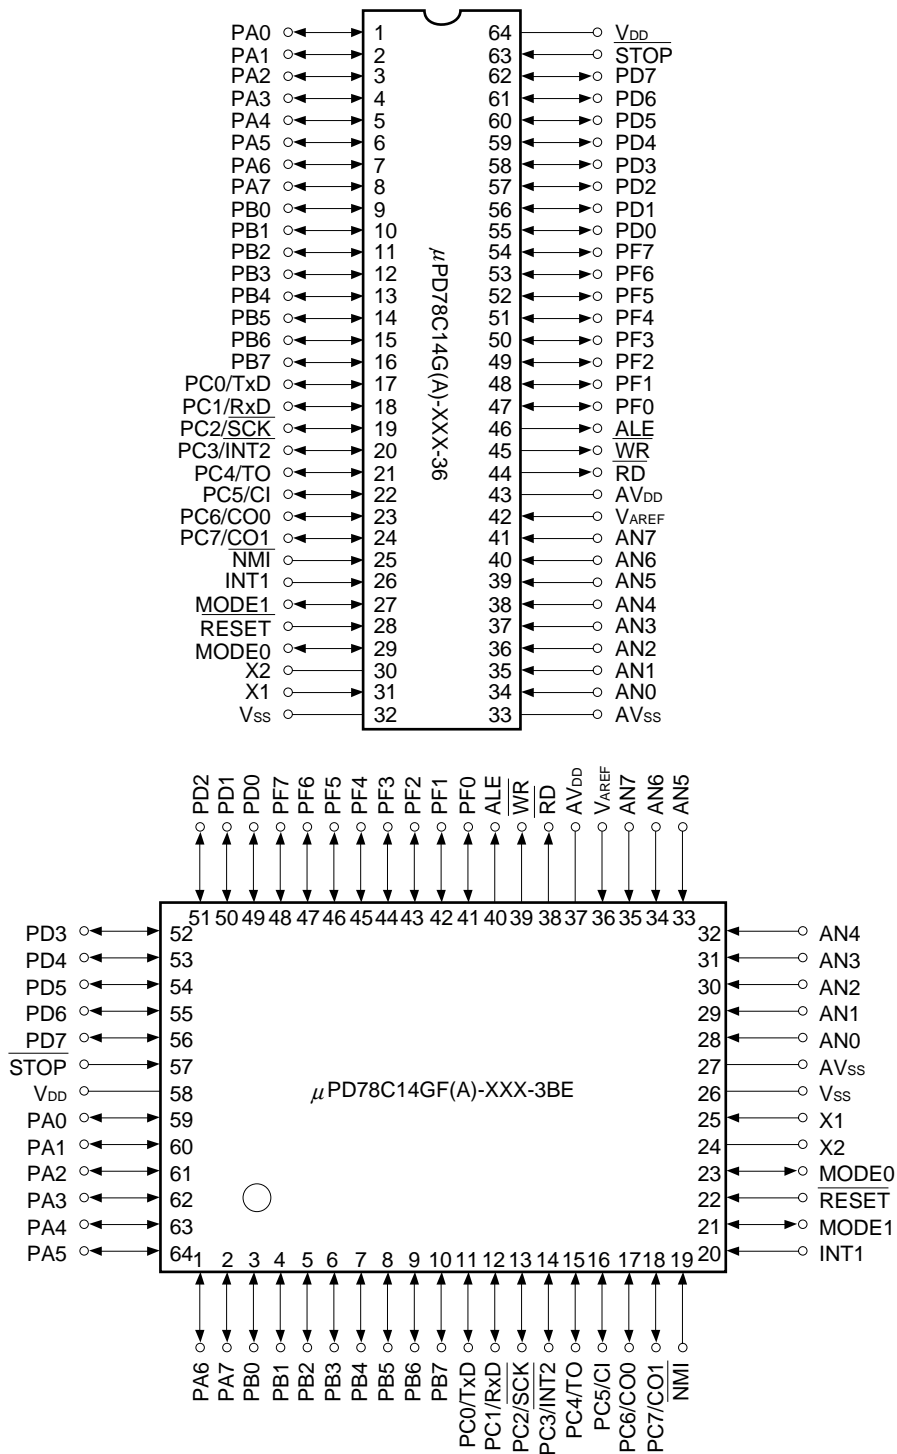 PA0 1 64 VDD
PA1 2 63 STOP
PA2 3 62 PD7
PA3 4 61 PD6
PA4 5 60 PD5
PA5 6 59 PD4
PA6 7 58 PD3
PA7 8 57 PD2
PB0 9 56 PD1
PB1 10 55 PD0
PB2 11 54 PF7
PB3 12 53 PF6
PB4 13 52 PF5
PB5 14 51 PF4
PB6 15 50 PF3
PB7 16 49 PF2
PC0/TxD 17 48 PF1
PC1/RxD 18 47 PF0
PC2/SCK 19 46 ALE
PC3/INT2 20 45 WR
PC4/TO 21 44 RD
PC5/CI 22 43 AVDD
PC6/CO0 23 42 VAREF
PC7/CO1 24 41 AN7
NMI 25 40 AN6
INT1 26 39 AN5
MODE1 27 38 AN4
RESET 28 37 AN3
MODE0 29 36 AN2
X2 30 35 AN1
X1 31 34 AN0
VSS 32 33 AVSS
μPD78C14G(A)-XXX-36
PD2 PD1 PD0 PF7 PF6 PF5 PF4 PF3 PF2 PF1 PF0 ALE WR RD AVDD VAREF AN7 AN6 AN5
51 50 49 48 47 46 45 44 43 42 41 40 39 38 37 36 35 34 33
PD3 52 32 AN4
PD4 53 31 AN3
PD5 54 30 AN2
PD6 55 29 AN1
PD7 56 28 AN0
STOP 57 27 AVSS
VDD 58 26 VSS
PA0 59 25 X1
PA1 60 24 X2
PA2 61 23 MODE0
PA3 62 22 RESET
PA4 63 21 MODE1
PA5 64 20 INT1
μPD78C14GF(A)-XXX-3BE
1 2 3 4 5 6 7 8 9 10 11 12 13 14 15 16 17 18 19
PA6 PA7 PB0 PB1 PB2 PB3 PB4 PB5 PB6 PB7 PC0/TxD PC1/RxD PC2/SCK PC3/INT2 PC4/TO PC5/CI PC6/CO0 PC7/CO1 NMI